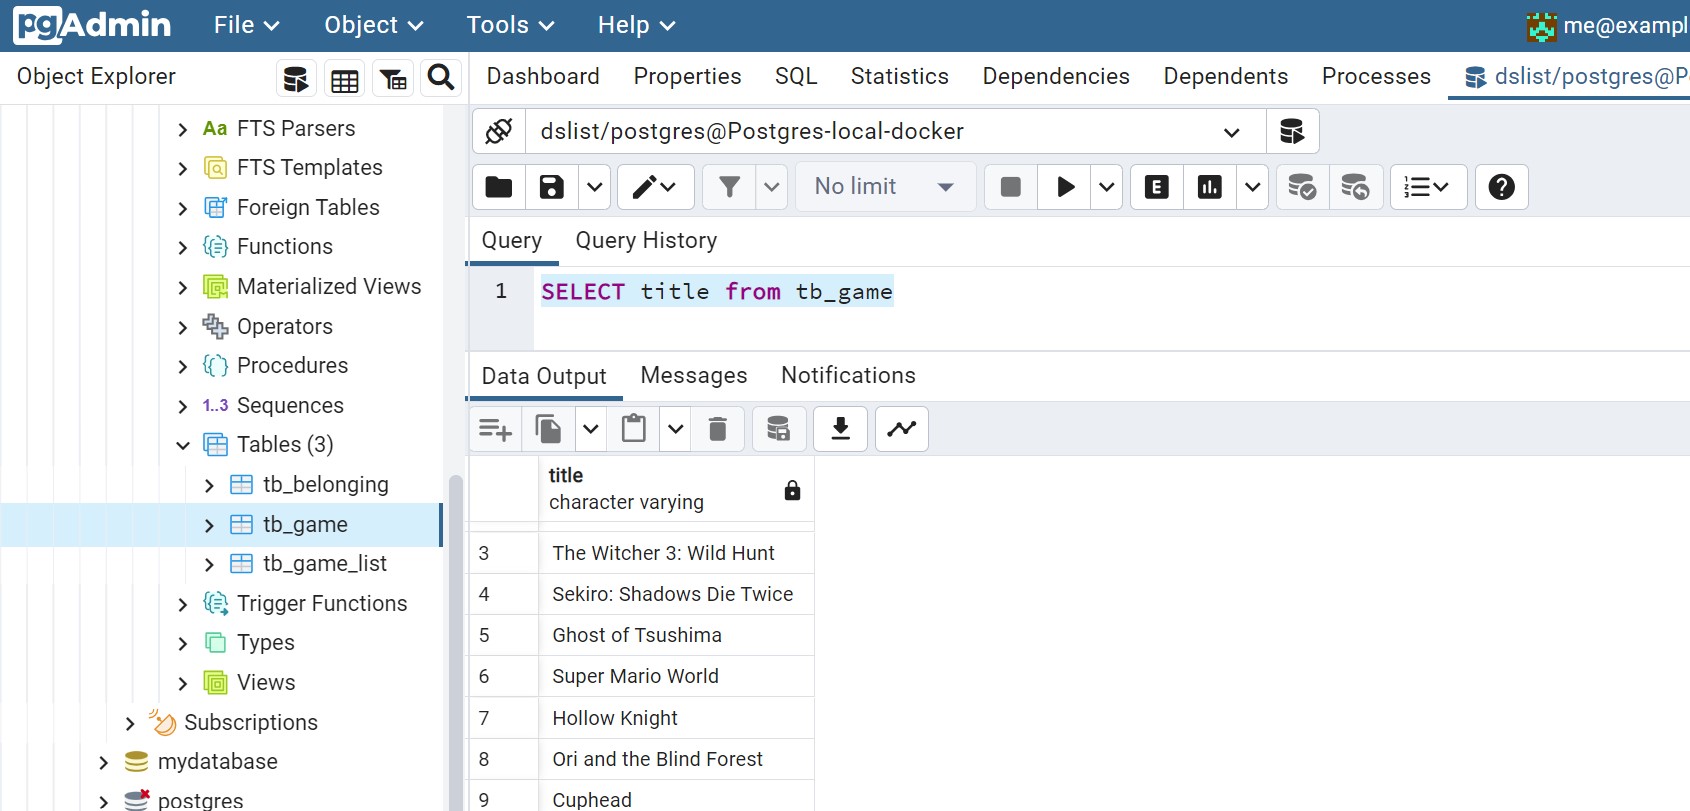 pgAdmin File Object Tools Help me@exampl
Object Explorer
Dashboard Properties SQL Statistics Dependencies Dependents Processes dslist/postgres@P
Aa FTS Parsers
FTS Templates
Foreign Tables
Functions
Materialized Views
Operators
Procedures
1..3 Sequences
Tables (3)
tb_belonging
tb_game
tb_game_list
Trigger Functions
Types
Views
Subscriptions
mydatabase
postgres
dslist/postgres@Postgres-local-docker
No limit E
Query Query History
1 SELECT title from tb_game
Data Output Messages Notifications
title
character varying
3 The Witcher 3: Wild Hunt
4 Sekiro: Shadows Die Twice
5 Ghost of Tsushima
6 Super Mario World
7 Hollow Knight
8 Ori and the Blind Forest
9 Cuphead